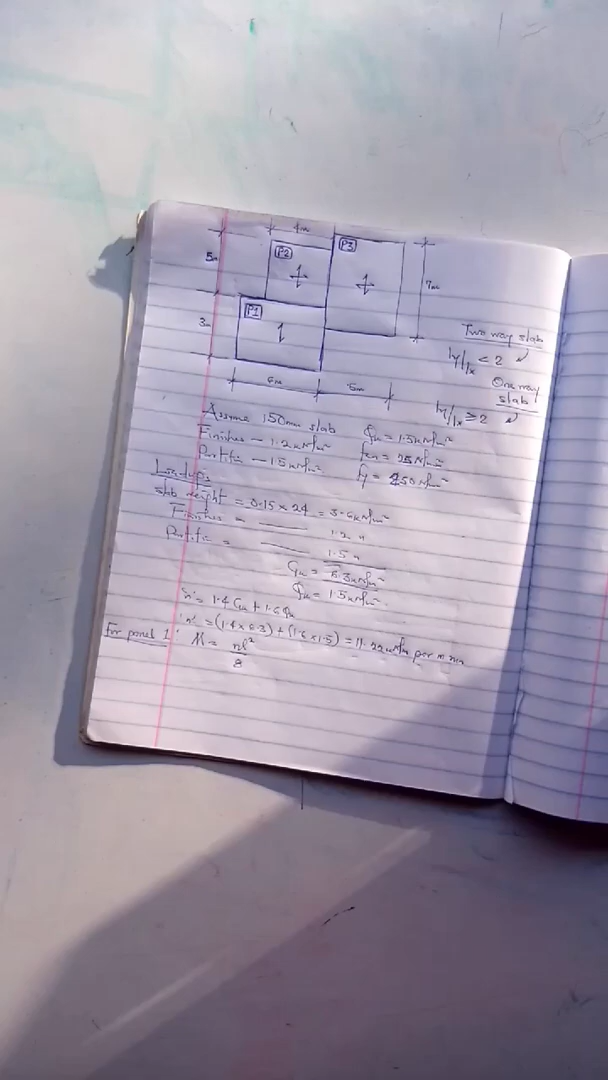 4m
P3
5m
P2
7m
P1
3m
Two way slab
ly/lx < 2
One way
slab
ly/lx ≥ 2
6m
5m
Assume 150mm slab
Qk = 1.5kN/m²
Finishes — 1.2kN/m²
fcu = 25N/mm²
Partitn — 1.5kN/m²
fy = 250N/mm²
Loadings
slab weight = 0.15 x 24 = 3.6kN/m²
Finishes = 1.2 "
Partitn = 1.5 "
Gk = 6.3kN/m²
Qk = 1.5kN/m²
'n' = 1.4Gk + 1.6Qk
'n' = (1.4 x 6.3) + (1.6 x 1.5) = 11.22kN/m per m run
For panel 1: M = nl²
8